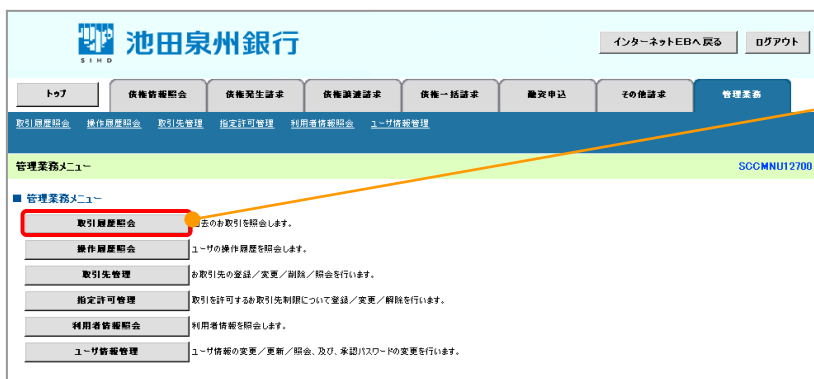 池田泉州銀行
SIHD
インターネットEBへ戻る ログアウト
トップ 債権情報照会 債権発生請求 債権譲渡請求 債権一括請求 融資申込 その他請求 管理業務
取引履歴照会 操作履歴照会 取引先管理 指定許可管理 利用者情報照会 ユーザ情報管理
管理業務メニュー SCCMNU12700
■ 管理業務メニュー
取引履歴照会 去のお取引を照会します。
操作履歴照会 ユーザの操作履歴を照会します。
取引先管理 お取引先の登録／変更／削除／照会を行います。
指定許可管理 取引を許可するお取引先制限について登録／変更／解除を行います。
利用者情報照会 利用者情報を照会します。
ユーザ情報管理 ユーザ情報の変更／更新／照会、及び、承認パスワードの変更を行います。